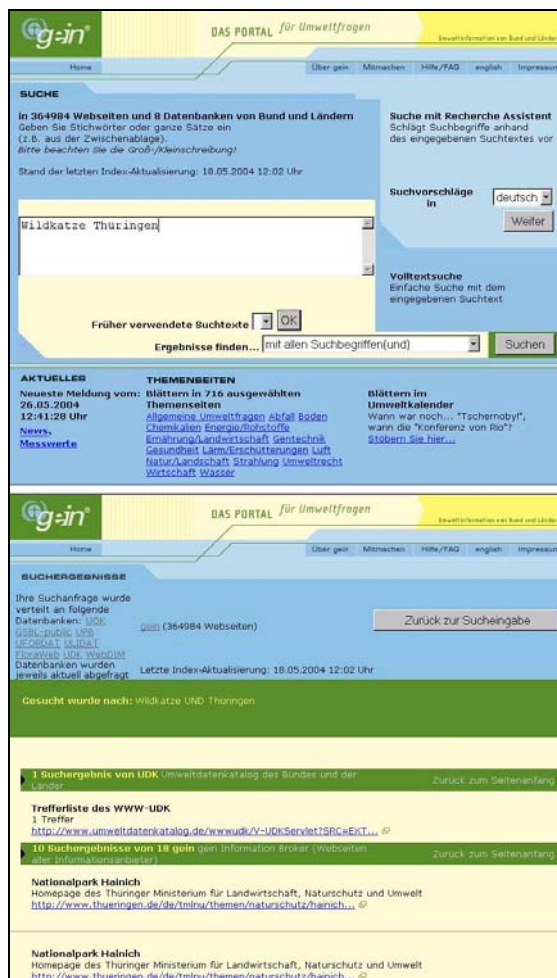 g:in®
DAS PORTAL für Umweltfragen
Umweltinformation von Bund und Ländern
Home
Über gein Mitmachen Hilfe/FAQ english Impressum
SUCHE
in 364984 Webseiten und 8 Datenbanken von Bund und Ländern
Geben Sie Stichwörter oder ganze Sätze ein
(z.B. aus der Zwischenablage).
Bitte beachten Sie die Groß-/Kleinschreibung!
Stand der letzten Index-Aktualisierung: 18.05.2004 12:02 Uhr
Suche mit Recherche Assistent
Schlägt Suchbegriffe anhand
des eingegebenen Suchtextes vor
Suchvorschläge
in
deutsch
Weiter
Wildkatze Thüringen
Volltextsuche
Einfache Suche mit dem
eingegebenen Suchtext
Früher verwendete Suchtexte OK
Ergebnisse finden... mit allen Suchbegriffen(und) Suchen
AKTUELLES
Neueste Meldung vom:
26.05.2004
12:41:28 Uhr
News,
Messwerte
THEMENSEITEN
Blättern in 716 ausgewählten
Themenseiten
Allgemeine Umweltfragen Abfall Boden
Chemikalien Energie/Rohstoffe
Ernährung/Landwirtschaft Gentechnik
Gesundheit Lärm/Erschütterungen Luft
Natur/Landschaft Strahlung Umweltrecht
Wirtschaft Wasser
Blättern im
Umweltkalender
Wann war noch... "Tschernobyl",
wann die "Konferenz von Rio"?
Stöbern Sie hier...
g:in®
DAS PORTAL für Umweltfragen
Umweltinformation von Bund und Ländern
Home
Über gein Mitmachen Hilfe/FAQ english Impressum
SUCHERGEBNISSE
Ihre Suchanfrage wurde
verteilt an folgende
Datenbanken: UOK
GSBL-public UPB
UFORDAT ULIDAT
FloraWeb UDK WebDIM
Datenbanken wurden
jeweils aktuell abgefragt
gein (364984 Webseiten)
Letzte Index-Aktualisierung: 18.05.2004 12:02 Uhr
Zurück zur Sucheingabe
Gesucht wurde nach: Wildkatze UND Thüringen
1 Suchergebnis von UDK Umweltdatenkatalog des Bundes und der
Länder
Zurück zum Seitenanfang
Trefferliste des WWW-UDK
1 Treffer
http://www.umweltdatenkatalog.de/wwwudk/V-UDKServlet?SRC=EXT...
10 Suchergebnisse von 18 gein gein Information Broker (Webseiten
aller Informationsanbieter)
Zurück zum Seitenanfang
Nationalpark Hainich
Homepage des Thüringer Ministerium für Landwirtschaft, Naturschutz und Umwelt
http://www.thueringen.de/de/tmlnu/themen/naturschutz/hainich...
Nationalpark Hainich
Homepage des Thüringer Ministerium für Landwirtschaft, Naturschutz und Umwelt
http://www.thueringen.de/de/tmlnu/themen/naturschutz/hainich...